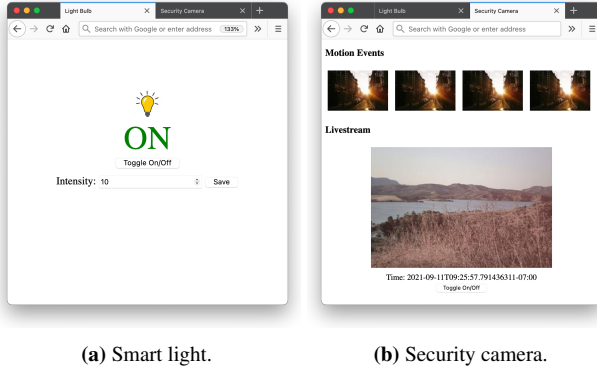 Light Bulb
Security Camera
Search with Google or enter address
133%
ON
Toggle On/Off
Intensity: 10
Save
(a) Smart light.
Light Bulb
Security Camera
Search with Google or enter address
Motion Events
Livestream
Time: 2021-09-11T09:25:57.791436311-07:00
Toggle On/Off
(b) Security camera.